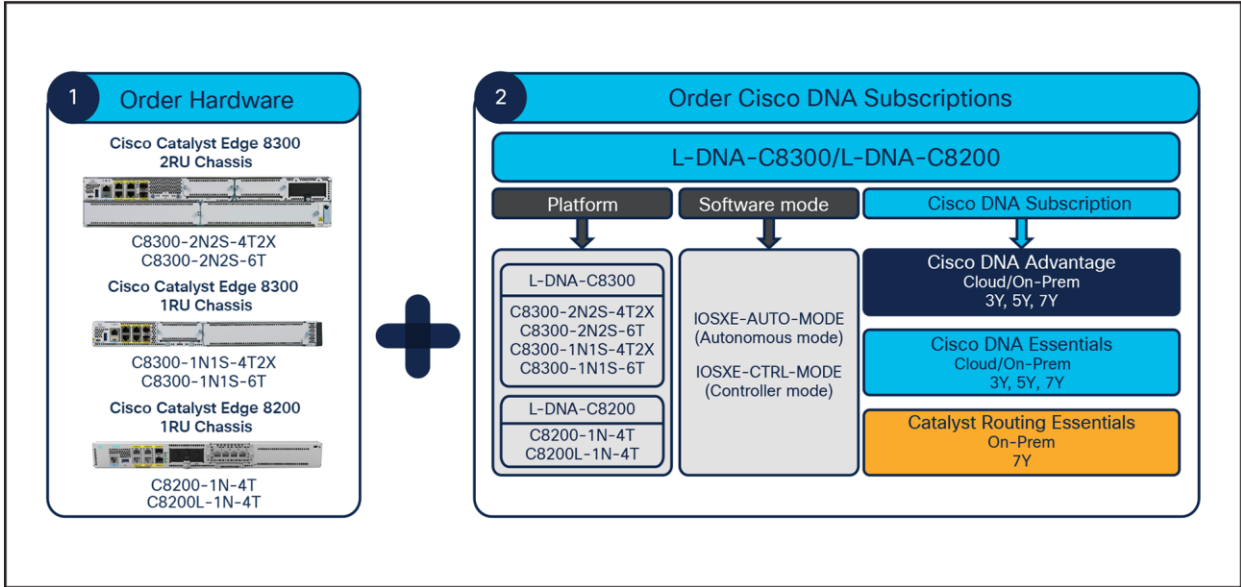 1
Order Hardware
Cisco Catalyst Edge 8300
2RU Chassis
C8300-2N2S-4T2X
C8300-2N2S-6T
Cisco Catalyst Edge 8300
1RU Chassis
C8300-1N1S-4T2X
C8300-1N1S-6T
Cisco Catalyst Edge 8200
1RU Chassis
C8200-1N-4T
C8200L-1N-4T
2
Order Cisco DNA Subscriptions
L-DNA-C8300/L-DNA-C8200
Platform
L-DNA-C8300
C8300-2N2S-4T2X
C8300-2N2S-6T
C8300-1N1S-4T2X
C8300-1N1S-6T
L-DNA-C8200
C8200-1N-4T
C8200L-1N-4T
Software mode
IOSXE-AUTO-MODE
(Autonomous mode)
IOSXE-CTRL-MODE
(Controller mode)
Cisco DNA Subscription
Cisco DNA Advantage
Cloud/On-Prem
3Y, 5Y, 7Y
Cisco DNA Essentials
Cloud/On-Prem
3Y, 5Y, 7Y
Catalyst Routing Essentials
On-Prem
7Y